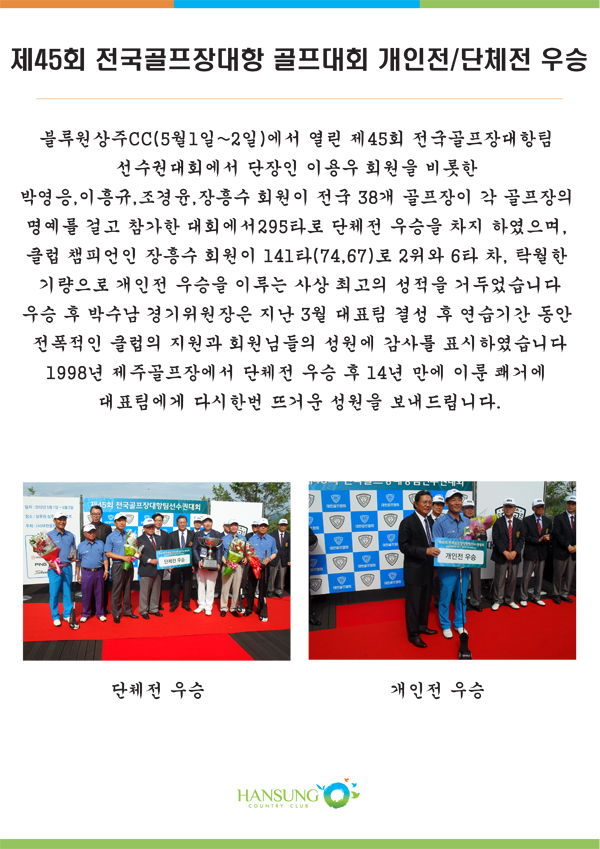 제45회 전국골프장대항 골프대회 개인전/단체전 우승
블루원상주CC(5월1일~2일)에서 열린 제45회 전국골프장대항팀
선수권대회에서 단장인 이용우 회원을 비롯한
박영응,이흥규,조경윤,장흥수 회원이 전국 38개 골프장이 각 골프장의
명예를 걸고 참가한 대회에서295타로 단체전 우승을 차지 하였으며,
클럽 챔피언인 장흥수 회원이 141타(74,67)로 2위와 6타 차, 탁월한
기량으로 개인전 우승을 이루는 사상 최고의 성적을 거두었습니다
우승 후 박수남 경기위원장은 지난 3월 대표팀 결성 후 연습기간 동안
전폭적인 클럽의 지원과 회원님들의 성원에 감사를 표시하였습니다
1998년 제주골프장에서 단체전 우승 후 14년 만에 이룬 쾌거에
대표팀에게 다시한번 뜨거운 성원을 보내드립니다.
제45회 전국골프장대항팀선수권대회
단체전 우승
PING
개인전 우승
대한골프협회
단체전 우승
개인전 우승
HANSUNG
COUNTRY CLUB